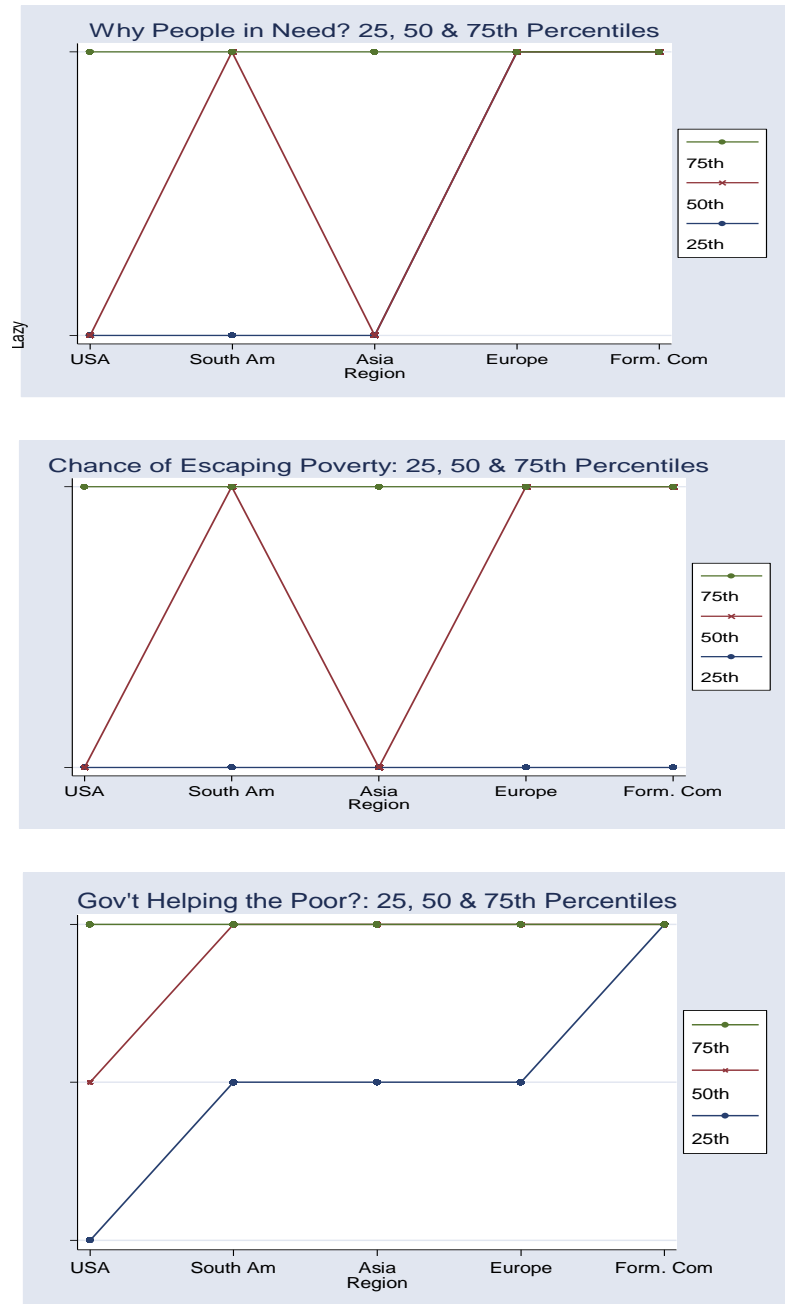 Why People in Need? 25, 50 & 75th Percentiles
75th
50th
25th
Lazy
USA South Am Asia Europe Form. Com
Region
Chance of Escaping Poverty: 25, 50 & 75th Percentiles
75th
50th
25th
USA South Am Asia Europe Form. Com
Region
Gov't Helping the Poor?: 25, 50 & 75th Percentiles
75th
50th
25th
USA South Am Asia Europe Form. Com
Region